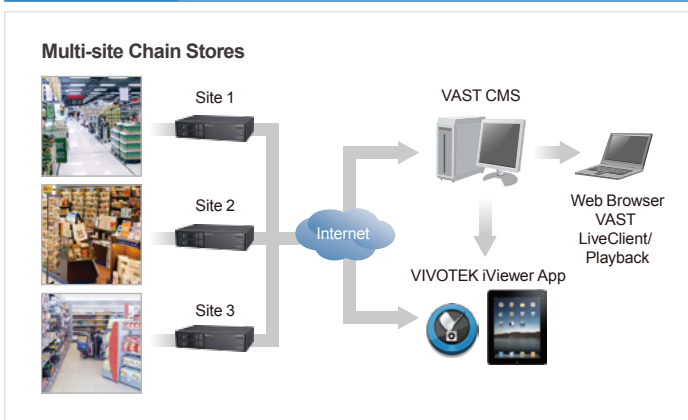 Multi-site Chain Stores
Site 1
Site 2
Site 3
Internet
VAST CMS
Web Browser
VAST
LiveClient/
Playback
VIVOTEK iViewer App